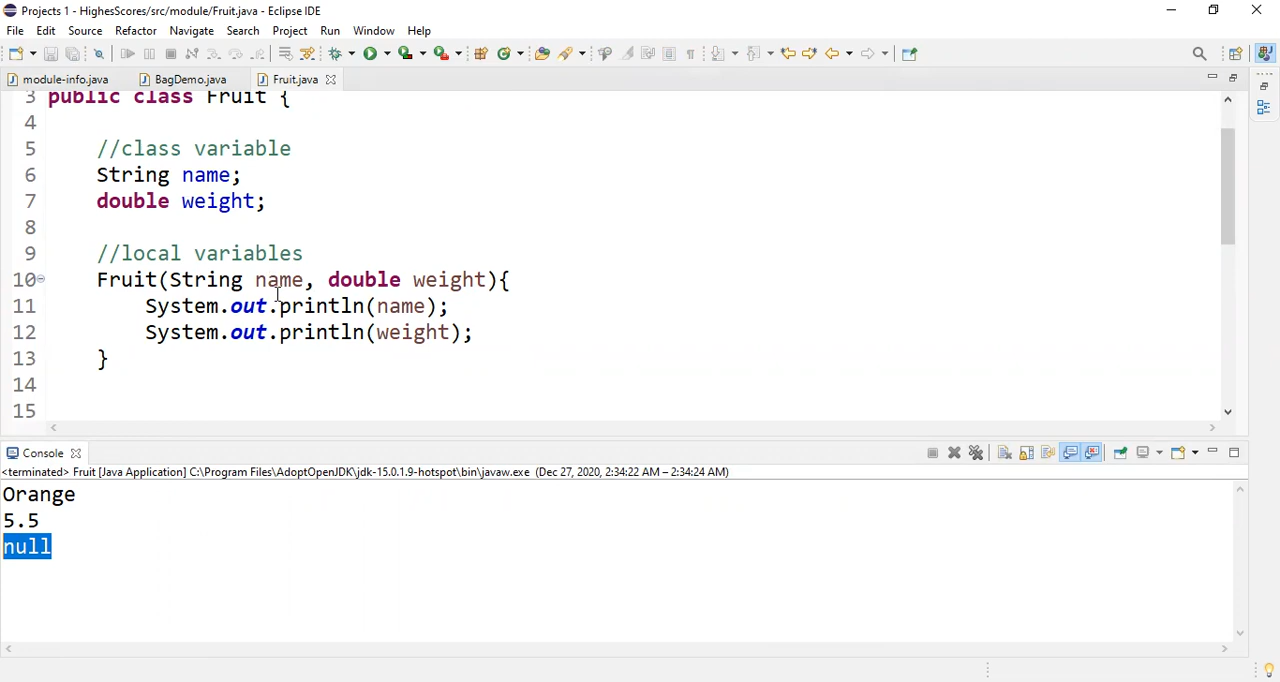 Projects 1 - HighesScores/src/module/Fruit.java - Eclipse IDE
File Edit Source Refactor Navigate Search Project Run Window Help
module-info.java BagDemo.java Fruit.java
3 public class Fruit {
4
5 //class variable
6 String name;
7 double weight;
8
9 //local variables
10 Fruit(String name, double weight){
11 System.out.println(name);
12 System.out.println(weight);
13 }
14
15
Console
<terminated> Fruit [Java Application] C:\Program Files\AdoptOpenJDK\jdk-15.0.1.9-hotspot\bin\javaw.exe (Dec 27, 2020, 2:34:22 AM – 2:34:24 AM)
Orange
5.5
null